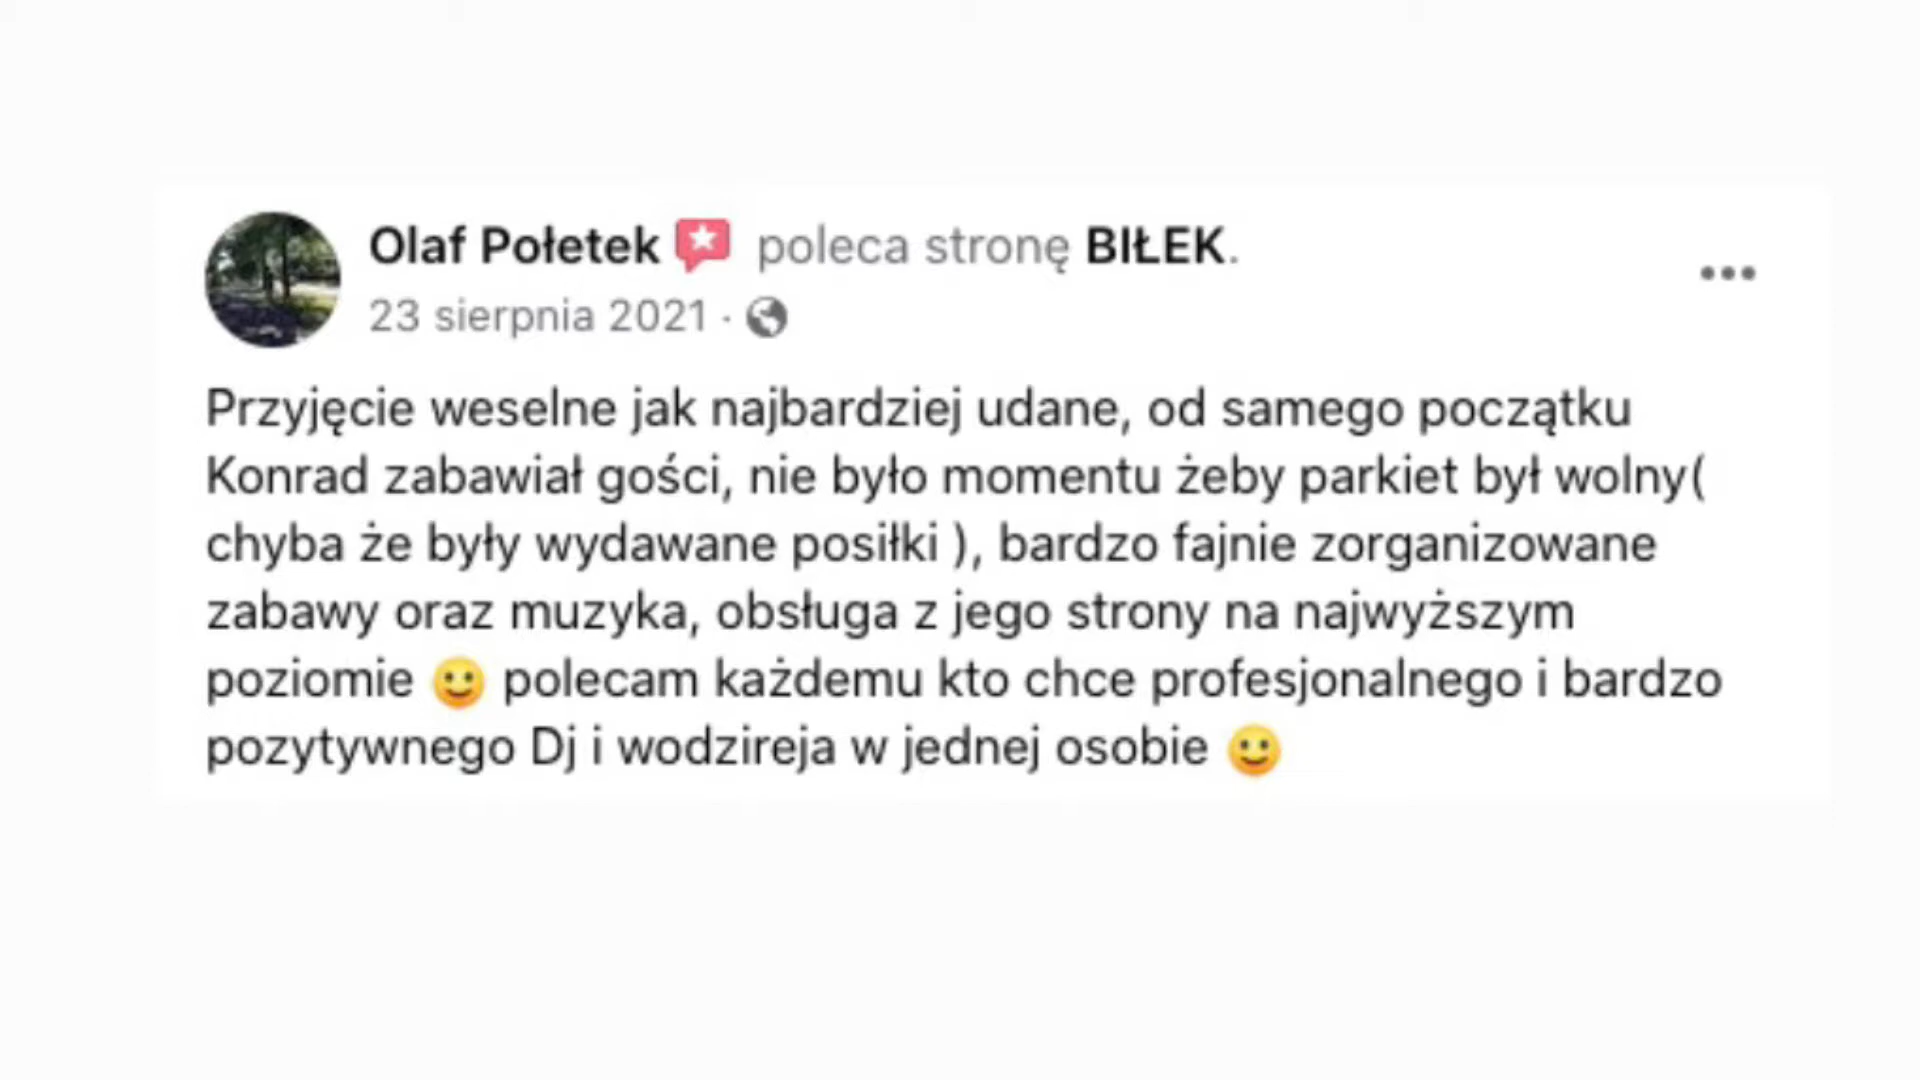 Olaf Połetek poleca stronę BIŁEK.
23 sierpnia 2021 ·
Przyjęcie weselne jak najbardziej udane, od samego początku
Konrad zabawiał gości, nie było momentu żeby parkiet był wolny(
chyba że były wydawane posiłki ), bardzo fajnie zorganizowane
zabawy oraz muzyka, obsługa z jego strony na najwyższym
poziomie 🙂 polecam każdemu kto chce profesjonalnego i bardzo
pozytywnego Dj i wodzireja w jednej osobie 🙂